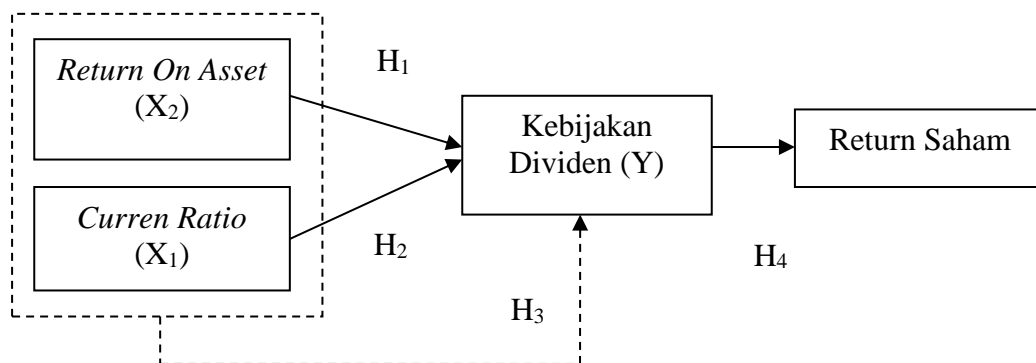 Return On Asset
(X₂)
H₁
Kebijakan
Dividen (Y)
Return Saham
Curren Ratio
(X₁)
H₂
H₄
H₃